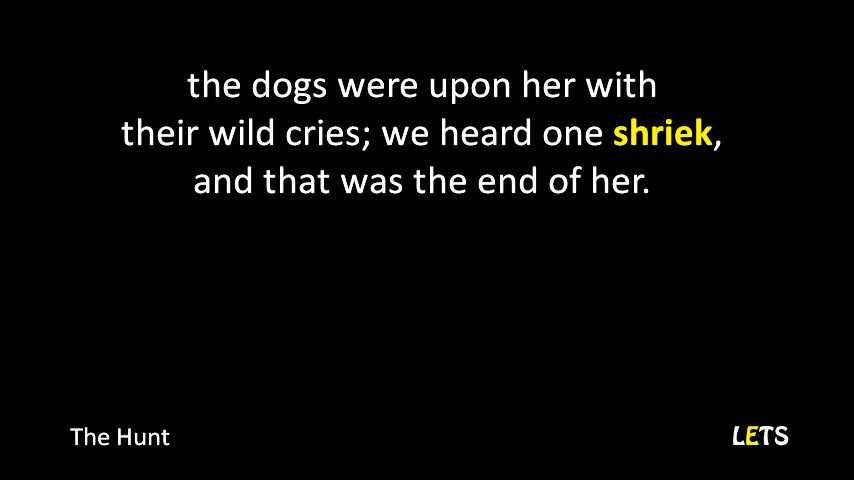 the dogs were upon her with
their wild cries; we heard one shriek,
and that was the end of her.
The Hunt
LETS